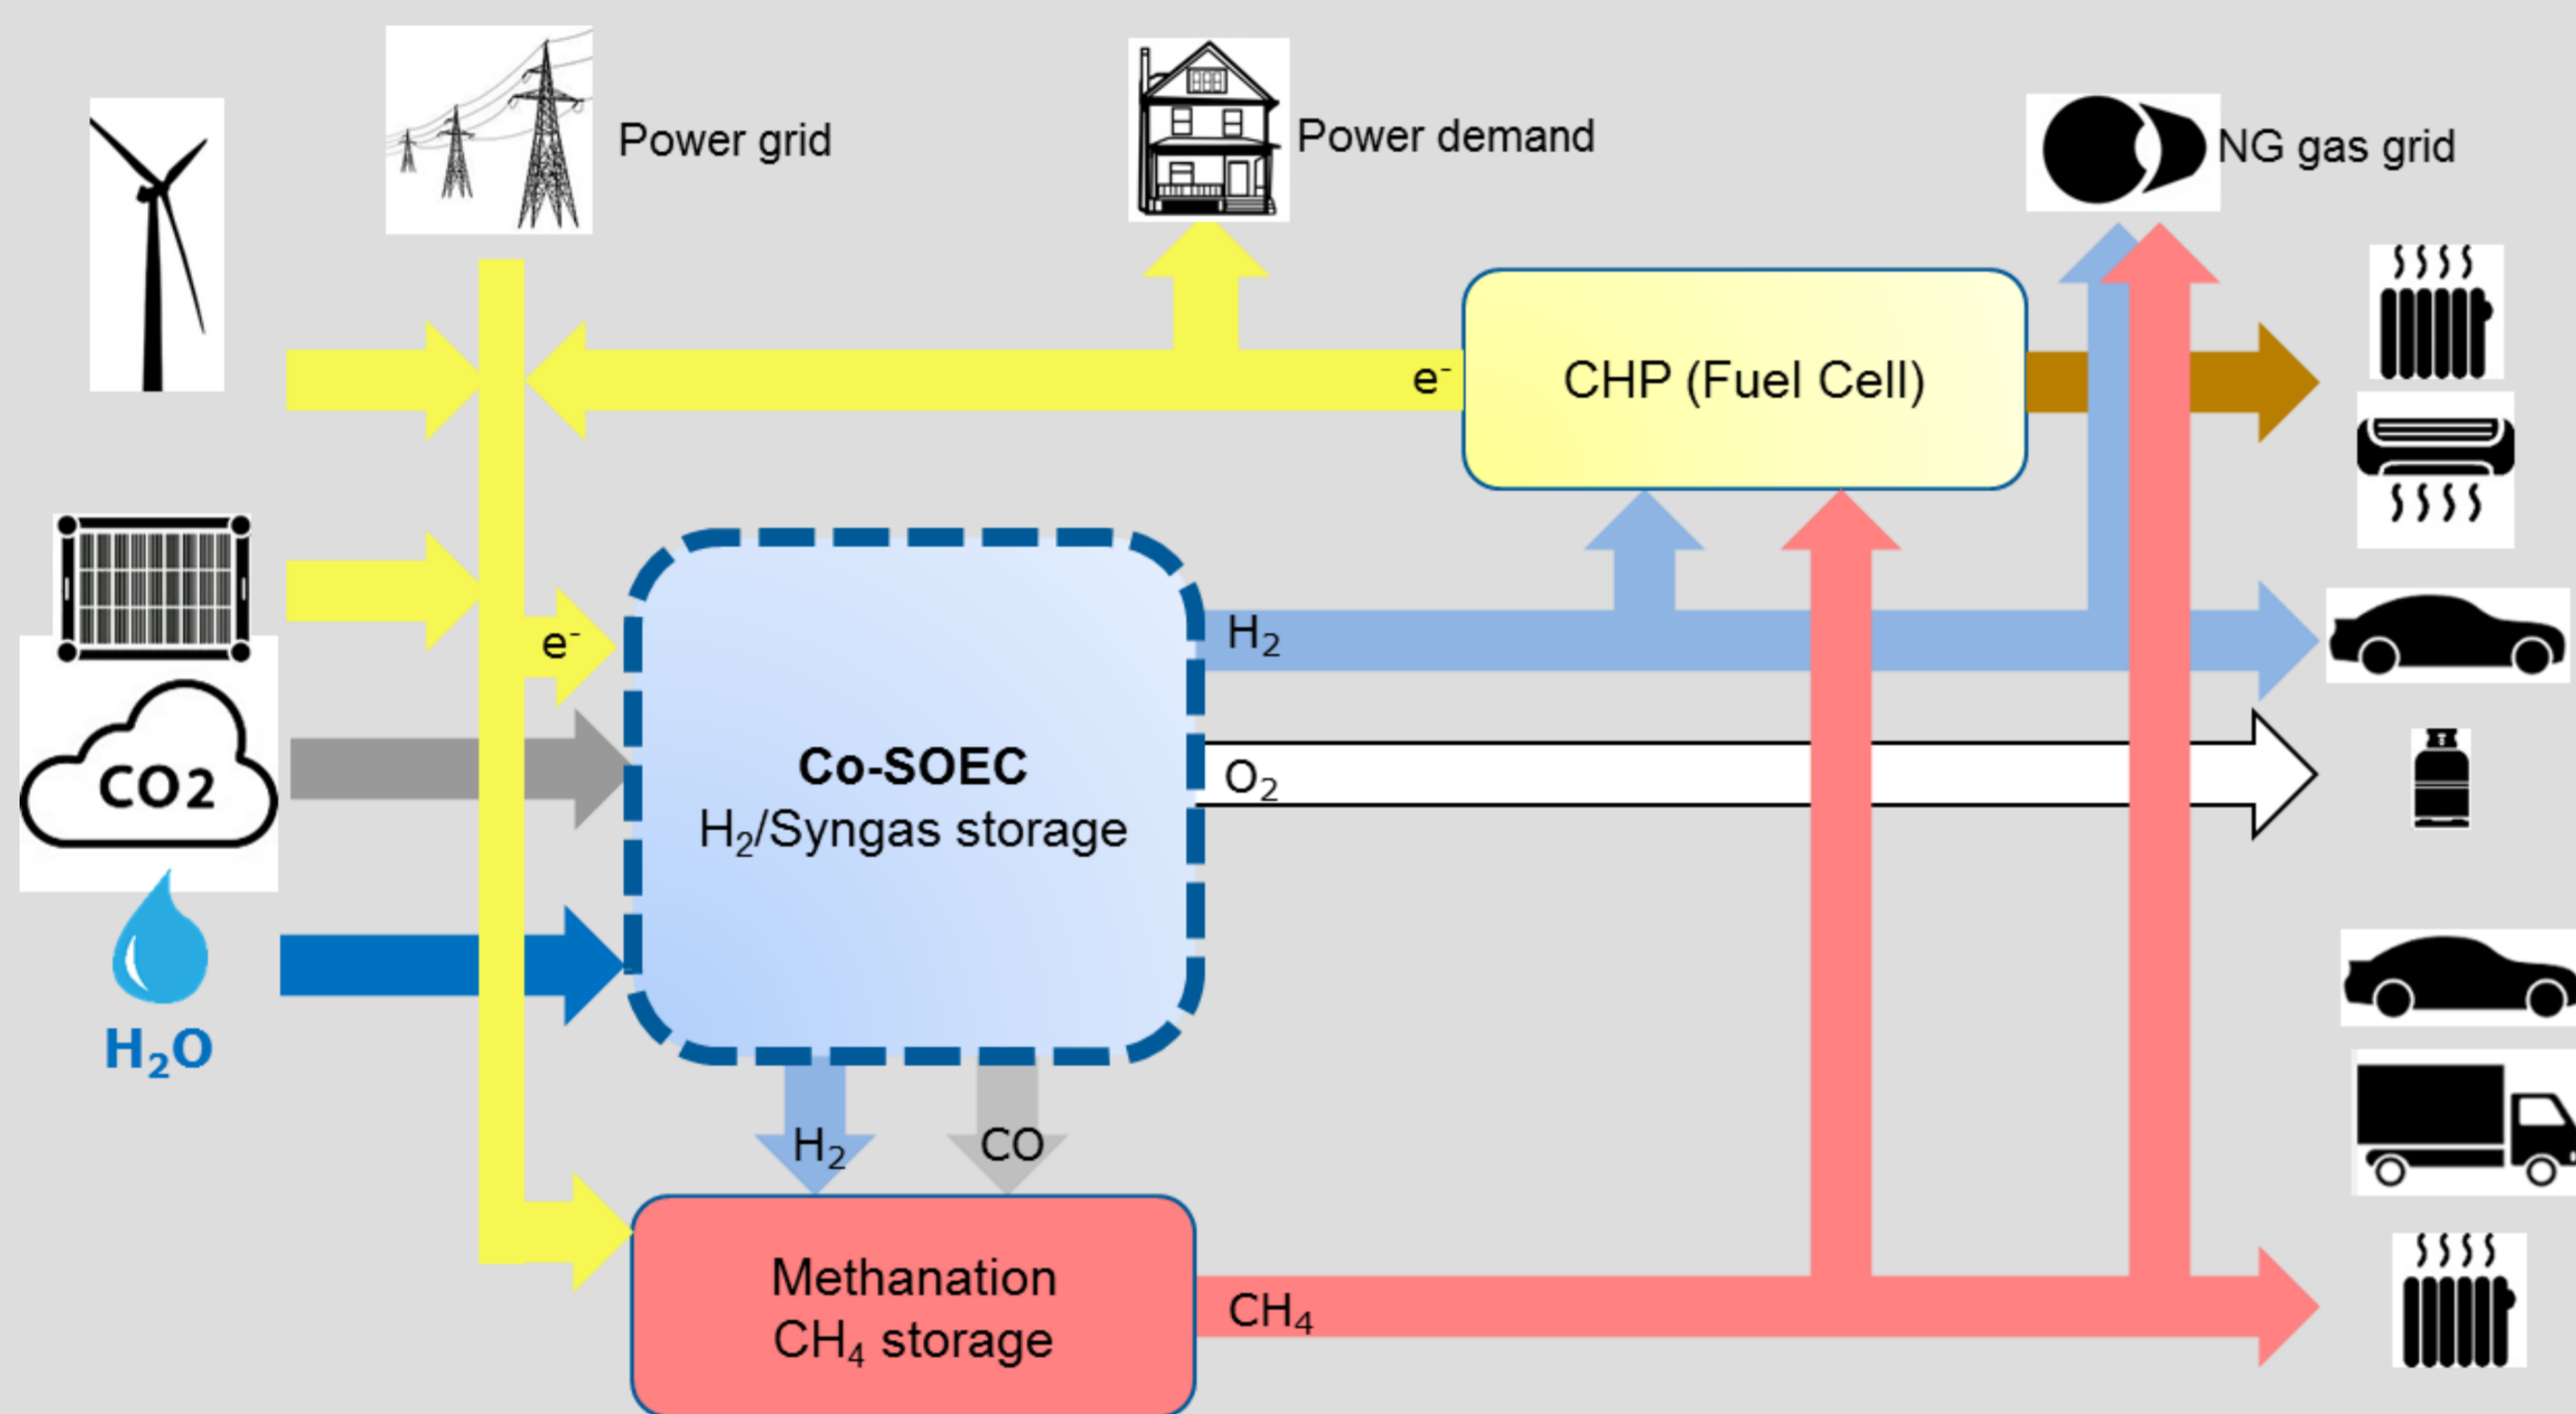 Power grid
Power demand
NG gas grid
e⁻
CHP (Fuel Cell)
e⁻
H₂
CO2
Co-SOEC
H₂/Syngas storage
O₂
H₂O
H₂
CO
Methanation
CH₄ storage
CH₄